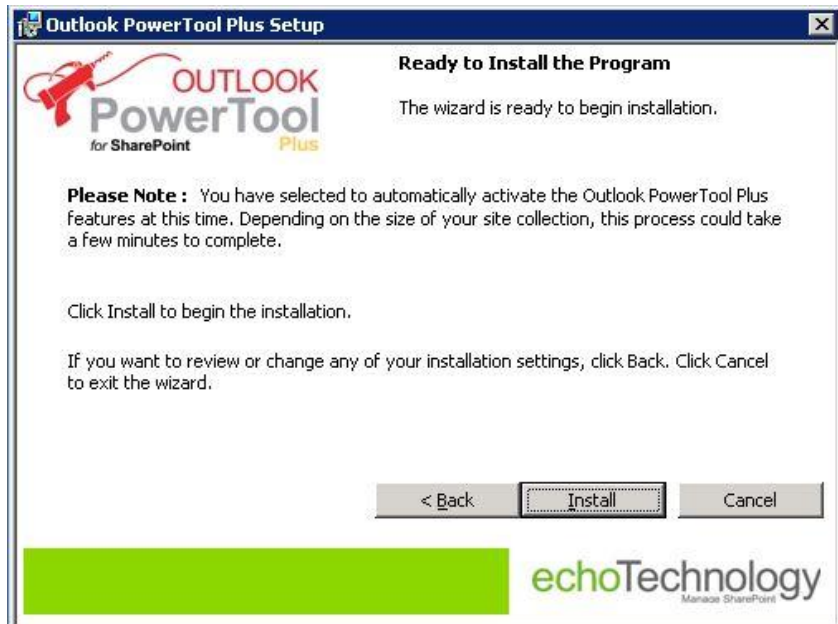 Outlook PowerTool Plus Setup
OUTLOOK
PowerTool
for SharePoint Plus
Ready to Install the Program
The wizard is ready to begin installation.
Please Note : You have selected to automatically activate the Outlook PowerTool Plus
features at this time. Depending on the size of your site collection, this process could take
a few minutes to complete.
Click Install to begin the installation.
If you want to review or change any of your installation settings, click Back. Click Cancel
to exit the wizard.
< Back Install Cancel
echoTechnology
Manage SharePoint